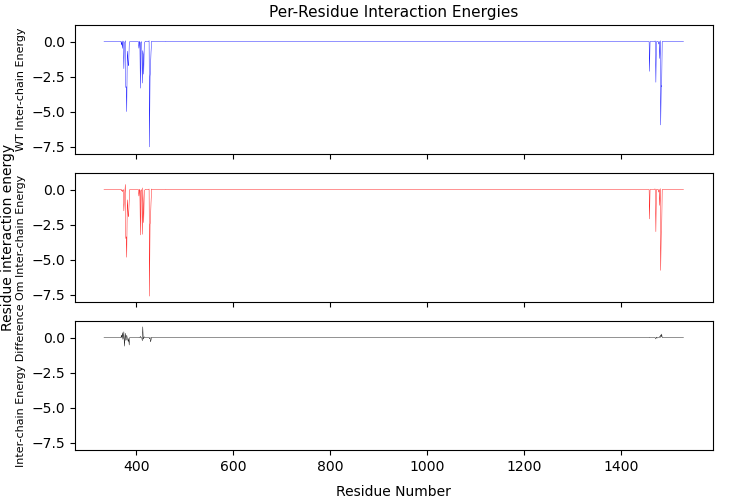 Per-Residue Interaction Energies
WT Inter-chain Energy
0.0
−2.5
−5.0
−7.5
Residue interaction energy
Om Inter-chain Energy
0.0
−2.5
−5.0
−7.5
Inter-chain Energy Difference
0.0
−2.5
−5.0
−7.5
400 600 800 1000 1200 1400
Residue Number